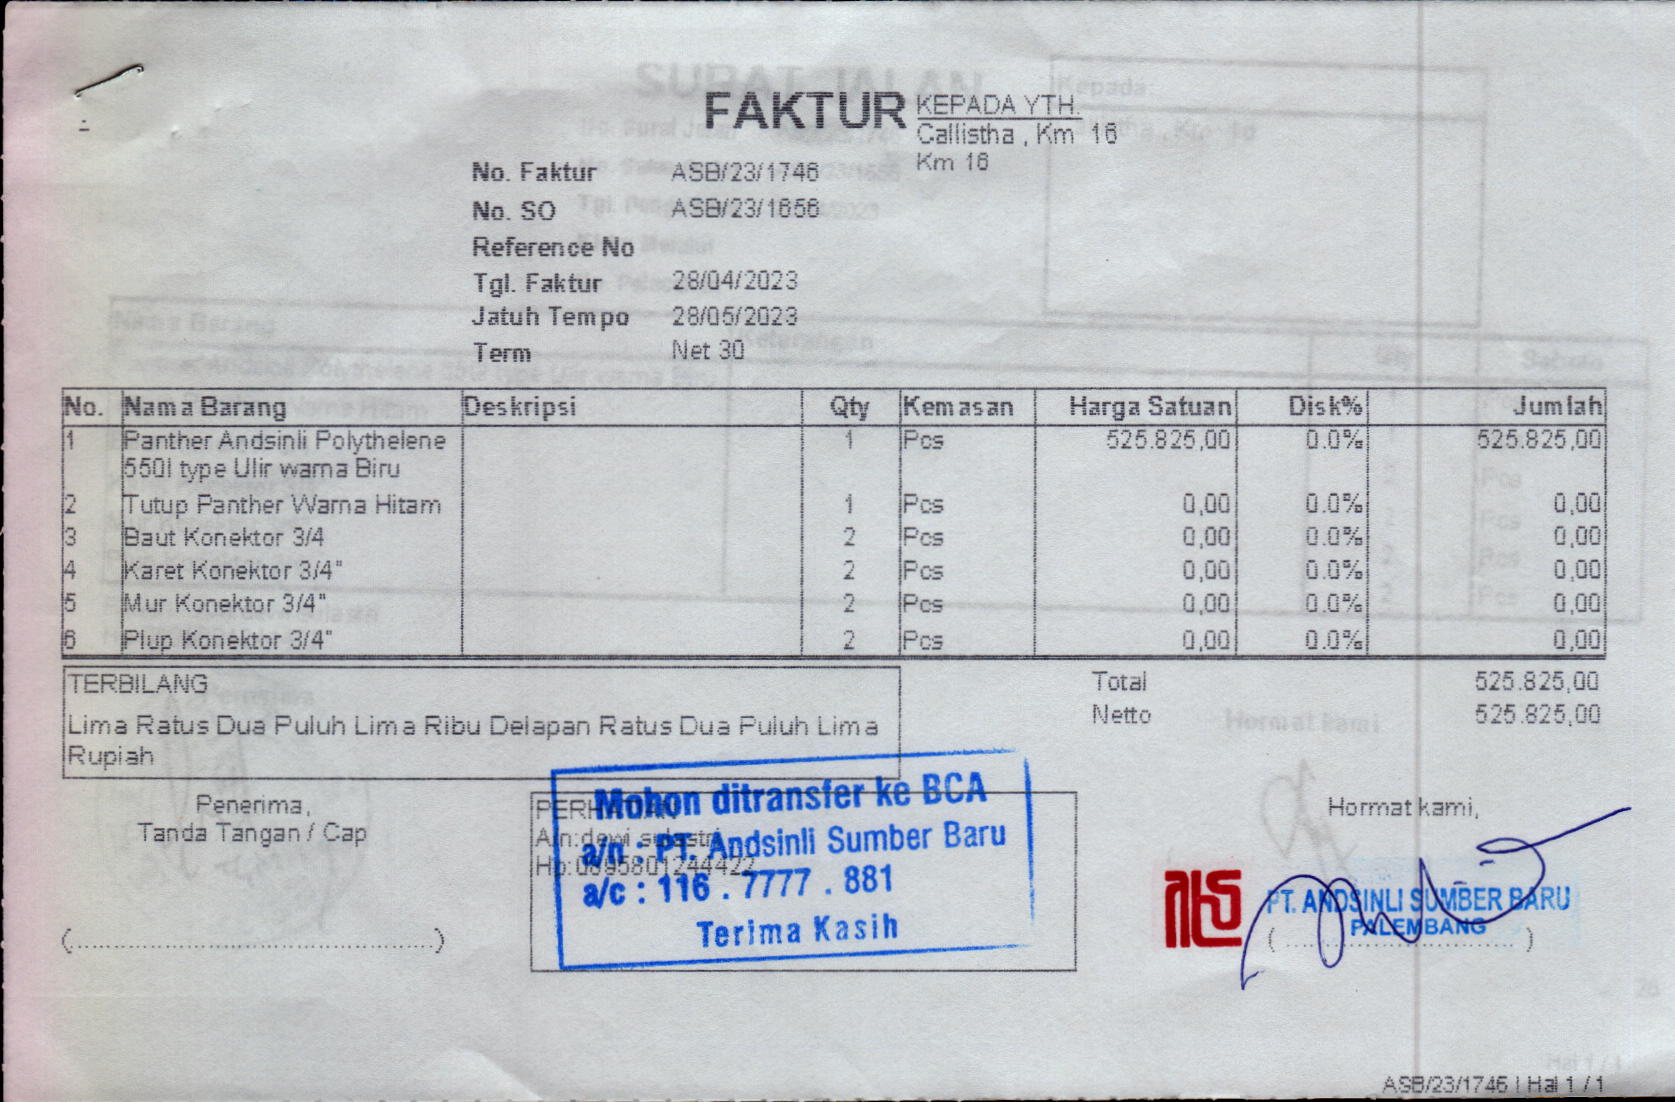 FAKTUR
KEPADA YTH.
Callistha , Km 16
Km 16
No. Faktur ASB/23/1746
No. SO ASB/23/1656
Reference No
Tgl. Faktur 28/04/2023
Jatuh Tempo 28/05/2023
Term Net 30
No. Nama Barang Deskripsi Qty Kemasan Harga Satuan Disk% Jumlah
1 Panther Andsinli Polythelene 1 Pcs 525.825,00 0.0% 525.825,00
550l type Ulir warna Biru
2 Tutup Panther Warna Hitam 1 Pcs 0,00 0.0% 0,00
3 Baut Konektor 3/4 2 Pcs 0,00 0.0% 0,00
4 Karet Konektor 3/4" 2 Pcs 0,00 0.0% 0,00
5 Mur Konektor 3/4" 2 Pcs 0,00 0.0% 0,00
6 Plup Konektor 3/4" 2 Pcs 0,00 0.0% 0,00
TERBILANG
Lima Ratus Dua Puluh Lima Ribu Delapan Ratus Dua Puluh Lima
Rupiah
Total 525.825,00
Netto 525.825,00
Penerima,
Tanda Tangan / Cap
(.....................................)
PERHATIAN
A/n:dewi sulastri
Hp:0895801244422
Mohon ditransfer ke BCA
a/n : PT. Andsinli Sumber Baru
a/c : 116 . 7777 . 881
Terima Kasih
Hormat kami,
PT. ANDSINLI SUMBER BARU
PALEMBANG
( ........................ )
ASB/23/1746 | Hal 1 / 1